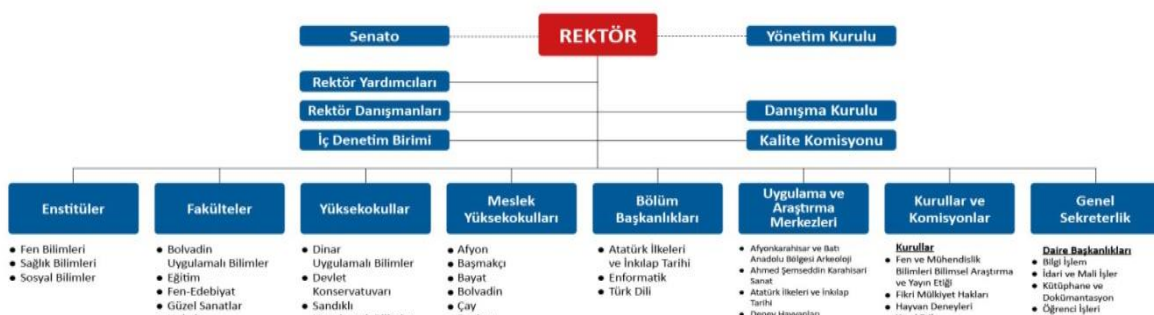 Senato
REKTÖR
Yönetim Kurulu
Rektör Yardımcıları
Rektör Danışmanları
Danışma Kurulu
İç Denetim Birimi
Kalite Komisyonu
Enstitüler
• Fen Bilimleri
• Sağlık Bilimleri
• Sosyal Bilimler
Fakülteler
• Bolvadin
Uygulamalı Bilimler
• Eğitim
• Fen-Edebiyat
• Güzel Sanatlar
Yüksekokullar
• Dinar
Uygulamalı Bilimler
• Devlet
Konservatuvarı
• Sandıklı
Meslek
Yüksekokulları
• Afyon
• Başmakçı
• Bayat
• Bolvadin
• Çay
Bölüm
Başkanlıkları
• Atatürk İlkeleri
ve İnkılap Tarihi
• Enformatik
• Türk Dili
Uygulama ve
Araştırma
Merkezleri
• Afyonkarahisar ve Batı
Anadolu Bölgesi Arkeoloji
• Ahmed Şemseddin Karahisari
Sanat
• Atatürk İlkeleri ve İnkılap
Tarihi
Kurullar ve
Komisyonlar
Kurullar
• Fen ve Mühendislik
Bilimleri Bilimsel Araştırma
ve Yayın Etiği
• Fikri Mülkiyet Hakları
• Hayvan Deneyleri
Genel
Sekreterlik
Daire Başkanlıkları
• Bilgi İşlem
• İdari ve Mali İşler
• Kütüphane ve
Dokümantasyon
• Öğrenci İşleri